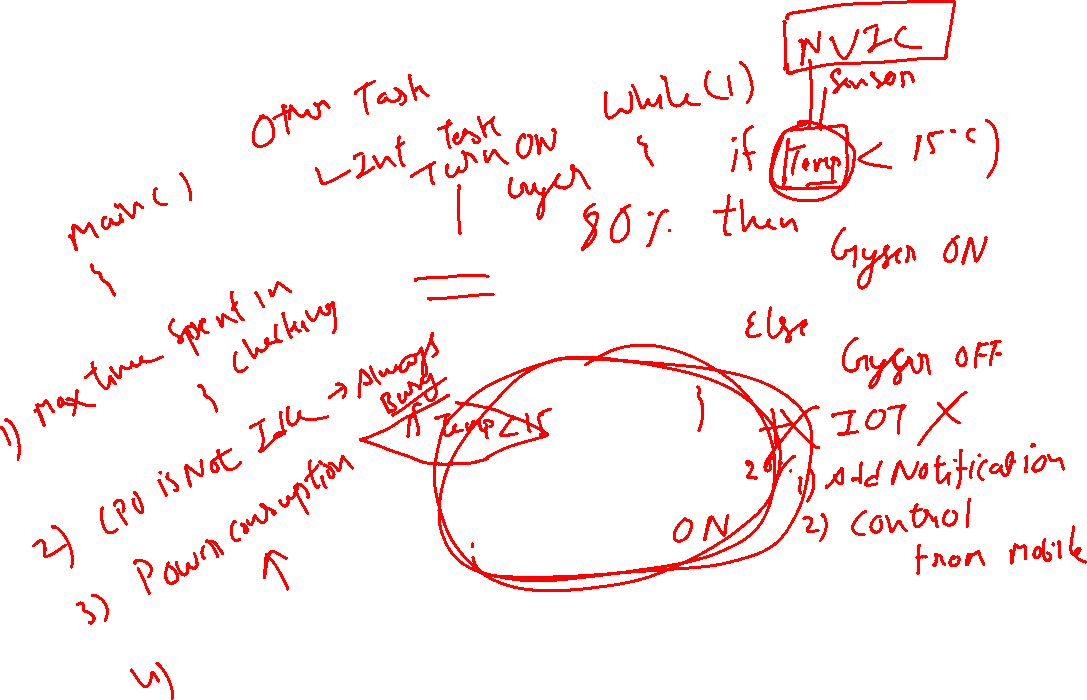 NVIC
Sensor
While(1)
{
if Temp < 15°C)
80% then
Gyser ON
Else
Gyser OFF
}
Other Task
Int Task
Turn ON
Gyser
Main()
{
1) Max time spent in
checking
}
2) CPU is Not Idle → Always
Busy
if Temp < 15
3) Power consuption ↑
4)
ON
IOT X
20%
1) Add Notification
2) Control
from Mobile